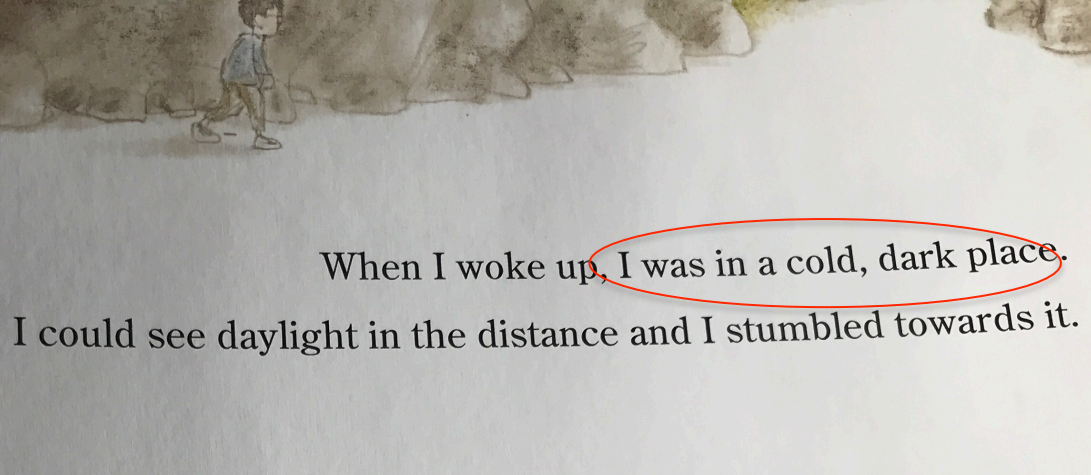 When I woke up, I was in a cold, dark place.
I could see daylight in the distance and I stumbled towards it.